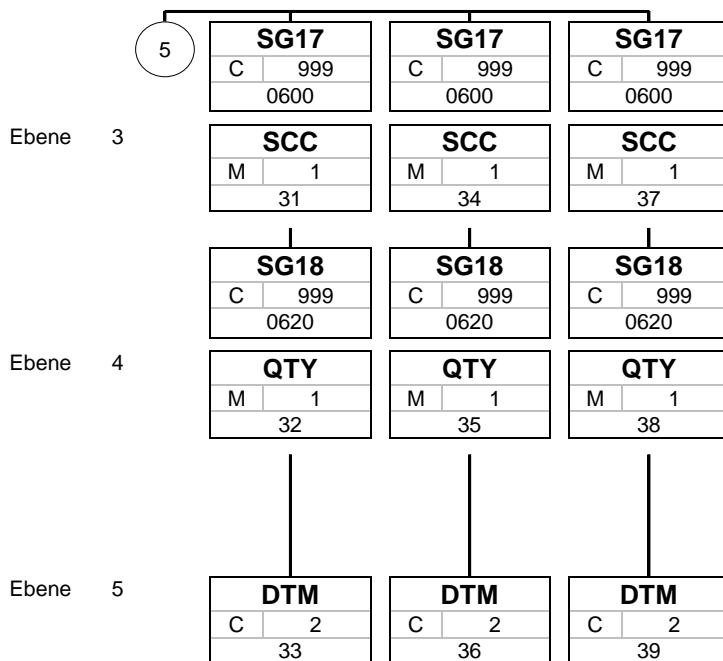 5
SG17 SG17 SG17
C 999 C 999 C 999
0600 0600 0600
Ebene 3 SCC SCC SCC
M 1 M 1 M 1
31 34 37
SG18 SG18 SG18
C 999 C 999 C 999
0620 0620 0620
Ebene 4 QTY QTY QTY
M 1 M 1 M 1
32 35 38
Ebene 5 DTM DTM DTM
C 2 C 2 C 2
33 36 39